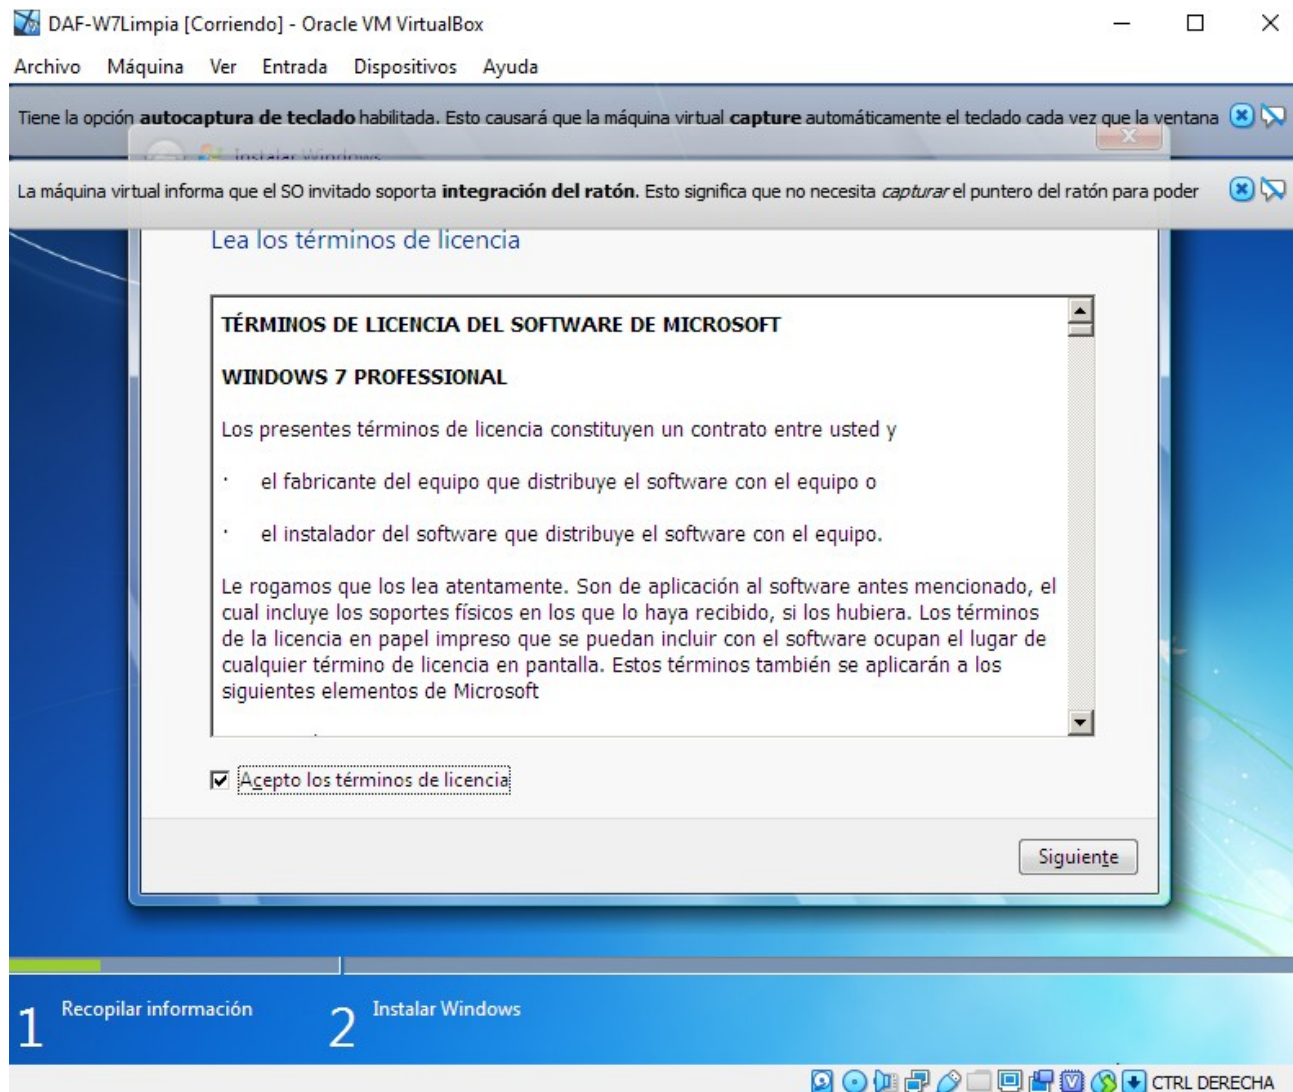 DAF-W7Limpia [Corriendo] - Oracle VM VirtualBox
Archivo Máquina Ver Entrada Dispositivos Ayuda
Tiene la opción autocaptura de teclado habilitada. Esto causará que la máquina virtual capture automáticamente el teclado cada vez que la ventana
Instalar Windows
La máquina virtual informa que el SO invitado soporta integración del ratón. Esto significa que no necesita capturar el puntero del ratón para poder
Lea los términos de licencia
TÉRMINOS DE LICENCIA DEL SOFTWARE DE MICROSOFT
WINDOWS 7 PROFESSIONAL
Los presentes términos de licencia constituyen un contrato entre usted y
· el fabricante del equipo que distribuye el software con el equipo o
· el instalador del software que distribuye el software con el equipo.
Le rogamos que los lea atentamente. Son de aplicación al software antes mencionado, el
cual incluye los soportes físicos en los que lo haya recibido, si los hubiera. Los términos
de la licencia en papel impreso que se puedan incluir con el software ocupan el lugar de
cualquier término de licencia en pantalla. Estos términos también se aplicarán a los
siguientes elementos de Microsoft
Acepto los términos de licencia
Siguiente
1 Recopilar información 2 Instalar Windows
CTRL DERECHA